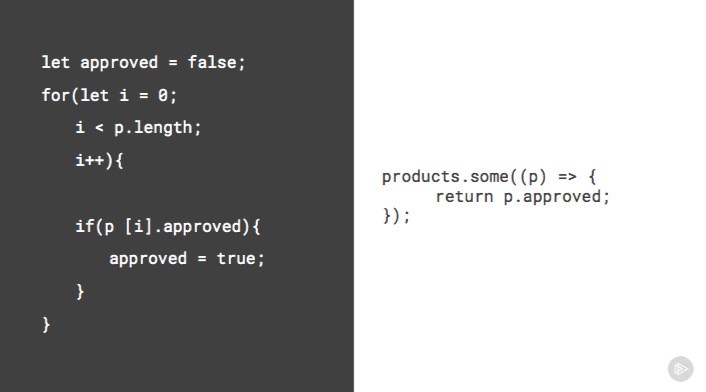 let approved = false;
for(let i = 0;
i < p.length;
i++){
if(p [i].approved){
approved = true;
}
}
products.some((p) => {
return p.approved;
});